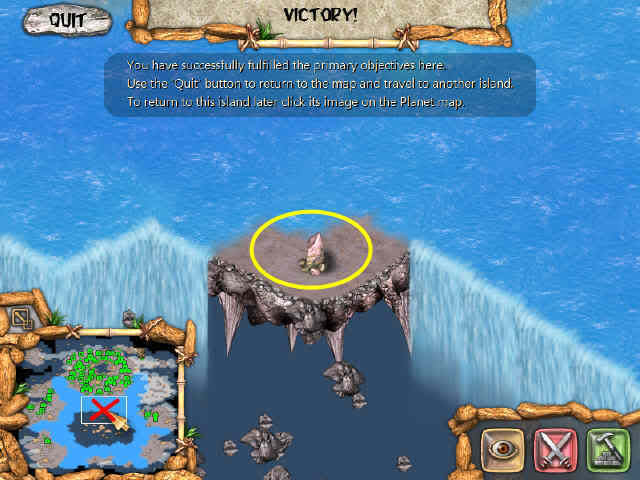 QUIT
VICTORY!
You have successfully fulfilled the primary objectives here.
Use the 'Quit' button to return to the map and travel to another island.
To return to this island later click its image on the Planet map.